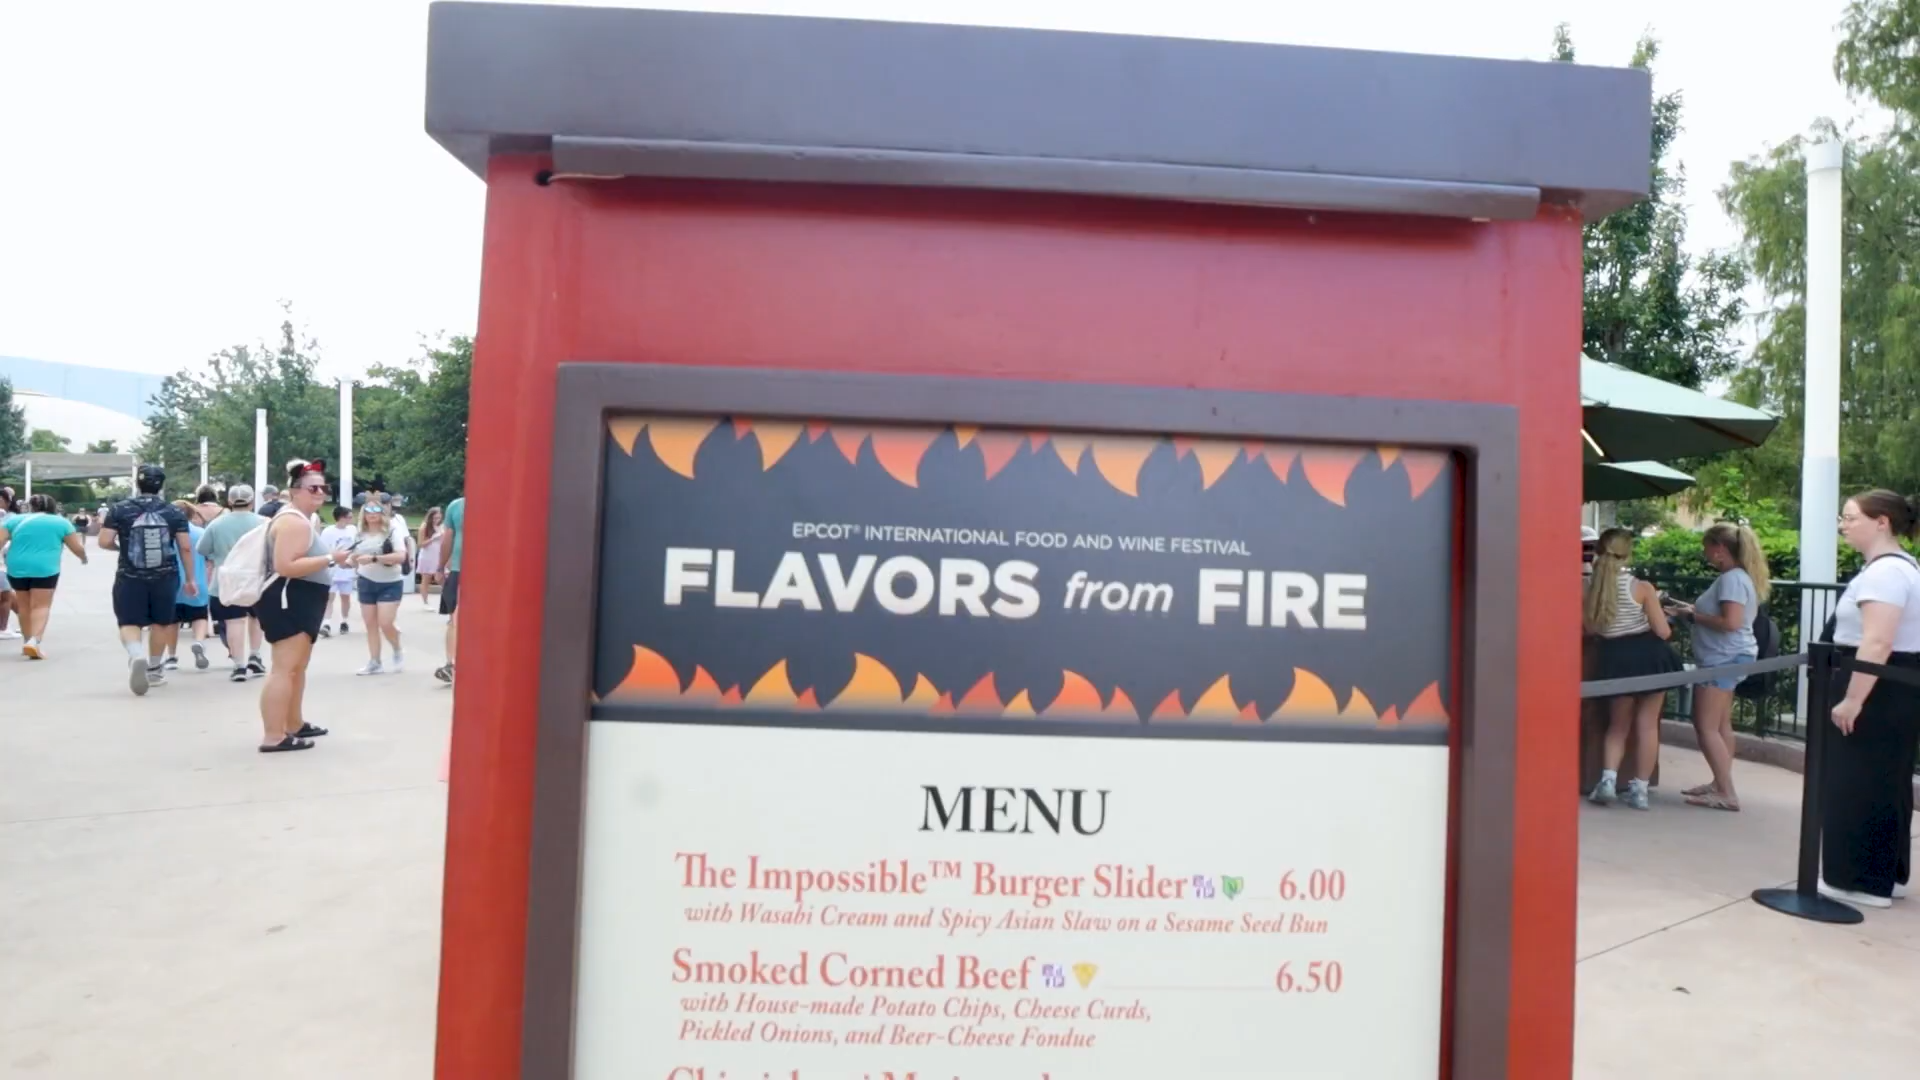 EPCOT® INTERNATIONAL FOOD AND WINE FESTIVAL
FLAVORS from FIRE
MENU
The Impossible™ Burger Slider 6.00
with Wasabi Cream and Spicy Asian Slaw on a Sesame Seed Bun
Smoked Corned Beef 6.50
with House-made Potato Chips, Cheese Curds,
Pickled Onions, and Beer-Cheese Fondue